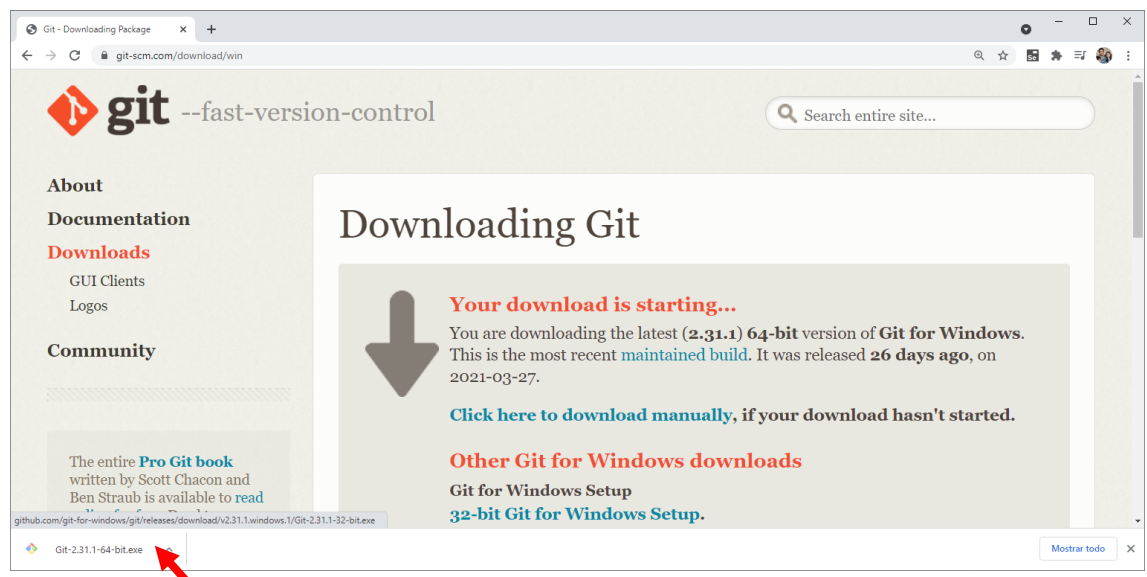 Git - Downloading Package
git-scm.com/download/win
Se
git --fast-version-control
Search entire site...
About
Documentation
Downloads
GUI Clients
Logos
Community
The entire Pro Git book
written by Scott Chacon and
Ben Straub is available to read
Downloading Git
Your download is starting...
You are downloading the latest (2.31.1) 64-bit version of Git for Windows.
This is the most recent maintained build. It was released 26 days ago, on
2021-03-27.
Click here to download manually, if your download hasn't started.
Other Git for Windows downloads
Git for Windows Setup
32-bit Git for Windows Setup.
github.com/git-for-windows/git/releases/download/v2.31.1.windows.1/Git-2.31.1-32-bit.exe
Git-2.31.1-64-bit.exe
Mostrar todo